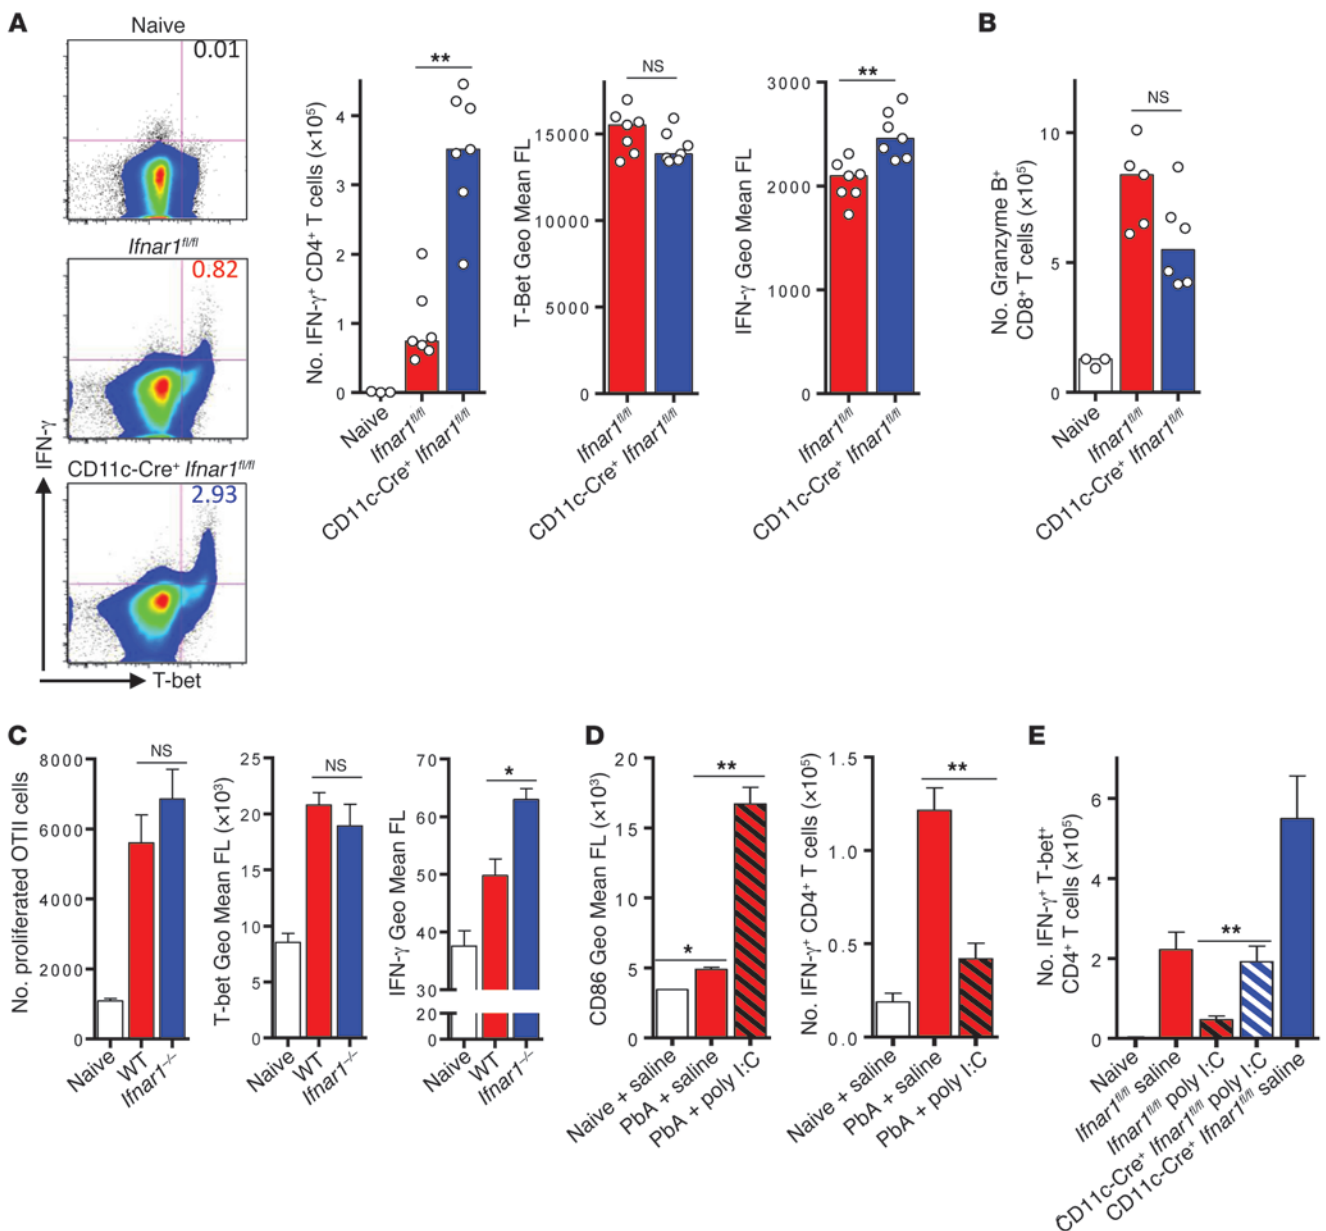 A
Naive
0.01
Ifnar1fl/fl
0.82
CD11c-Cre+ Ifnar1fl/fl
2.93
IFN-γ
T-bet
No. IFN-γ+ CD4+ T cells (×10⁵)
4
3
2
1
0
**
Naive
Ifnar1fl/fl
CD11c-Cre+ Ifnar1fl/fl
T-Bet Geo Mean FL
15000
10000
5000
0
NS
Ifnar1fl/fl
CD11c-Cre+ Ifnar1fl/fl
IFN-γ Geo Mean FL
3000
2000
1000
0
**
Ifnar1fl/fl
CD11c-Cre+ Ifnar1fl/fl
B
No. Granzyme B+
CD8+ T cells (×10⁵)
10
5
0
NS
Naive
Ifnar1fl/fl
CD11c-Cre+ Ifnar1fl/fl
C
No. proliferated OTII cells
8000
6000
4000
2000
0
NS
Naive
WT
Ifnar1–/–
T-bet Geo Mean FL (×10³)
25
20
15
10
5
0
NS
Naive
WT
Ifnar1–/–
IFN-γ Geo Mean FL
70
60
50
40
30
20
0
*
Naive
WT
Ifnar1–/–
D
CD86 Geo Mean FL (×10³)
20
15
10
5
0
*
**
Naive + saline
PbA + saline
PbA + poly I:C
No. IFN-γ+ CD4+ T cells (×10⁵)
1.5
1.0
0.5
0.0
**
Naive + saline
PbA + saline
PbA + poly I:C
E
No. IFN-γ+ T-bet+
CD4+ T cells (×10⁵)
6
4
2
0
**
Naive
Ifnar1fl/fl saline
Ifnar1fl/fl poly I:C
CD11c-Cre+ Ifnar1fl/fl poly I:C
CD11c-Cre+ Ifnar1fl/fl saline